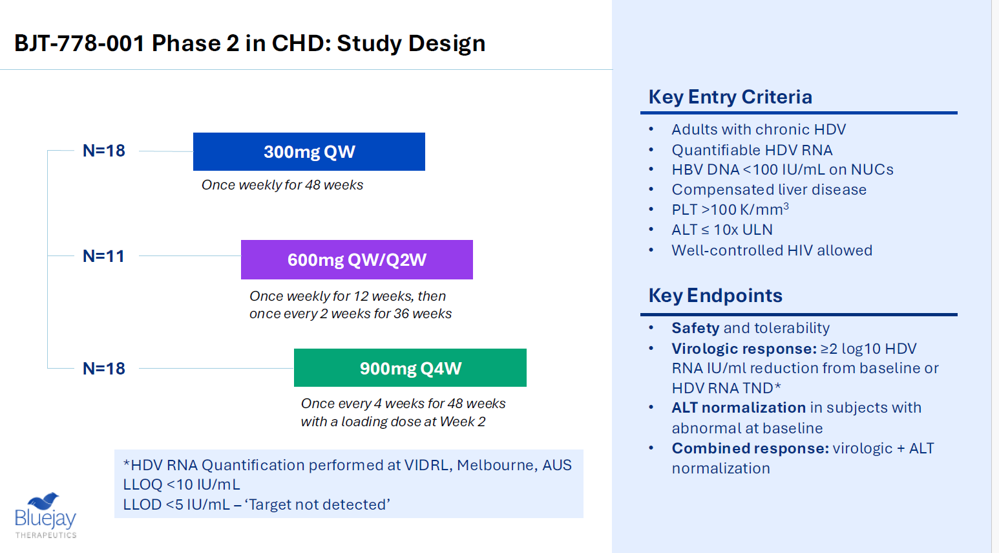 BJT-778-001 Phase 2 in CHD: Study Design
N=18
300mg QW
Once weekly for 48 weeks
N=11
600mg QW/Q2W
Once weekly for 12 weeks, then
once every 2 weeks for 36 weeks
N=18
900mg Q4W
Once every 4 weeks for 48 weeks
with a loading dose at Week 2
*HDV RNA Quantification performed at VIDRL, Melbourne, AUS
LLOQ <10 IU/mL
LLOD <5 IU/mL – ‘Target not detected’
Bluejay
THERAPEUTICS
Key Entry Criteria
• Adults with chronic HDV
• Quantifiable HDV RNA
• HBV DNA <100 IU/mL on NUCs
• Compensated liver disease
• PLT >100 K/mm³
• ALT ≤ 10x ULN
• Well-controlled HIV allowed
Key Endpoints
• Safety and tolerability
• Virologic response: ≥2 log10 HDV
RNA IU/ml reduction from baseline or
HDV RNA TND*
• ALT normalization in subjects with
abnormal at baseline
• Combined response: virologic + ALT
normalization